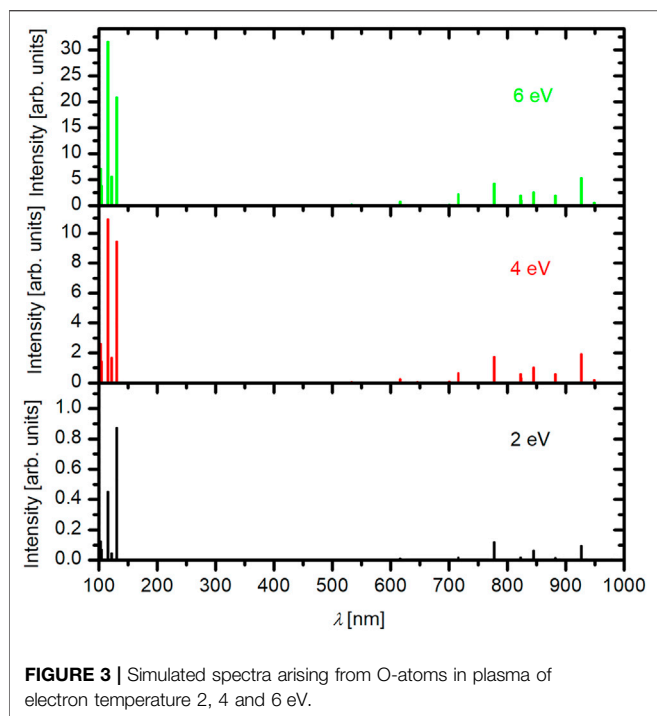 30
25
20
15
10
5
0
Intensity [arb. units]
6 eV
10
8
6
4
2
0
Intensity [arb. units]
4 eV
1.0
0.8
0.6
0.4
0.2
0.0
Intensity [arb. units]
2 eV
100 200 300 400 500 600 700 800 900 1000
λ [nm]
FIGURE 3 | Simulated spectra arising from O-atoms in plasma of
electron temperature 2, 4 and 6 eV.